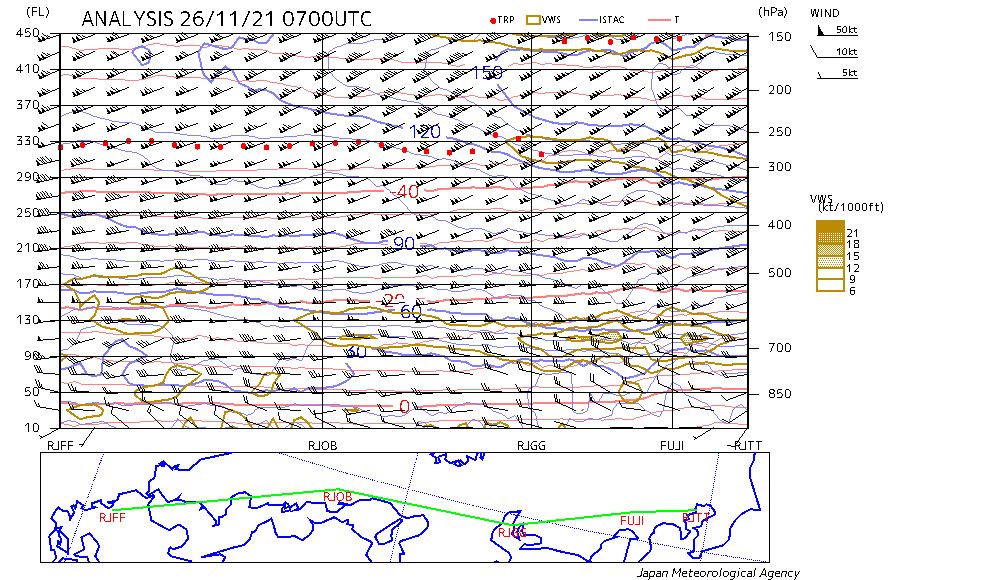 (FL) ANALYSIS 26/11/21 0700UTC TRP VWS ISTAC T (hPa) WIND
450 150 50kt
10kt
410 150 5kt
200
370
120 250
330
300
290
-40
VWS
(kt/1000ft)
250 400
90 21
210 18
15
500 12
170 9
-20 6
60
130
30 700
90
50 850
0
10
RJFF RJOB RJGG FUJI RJTT
RJOB
RJFF FUJI RJTT
RJGG
Japan Meteorological Agency